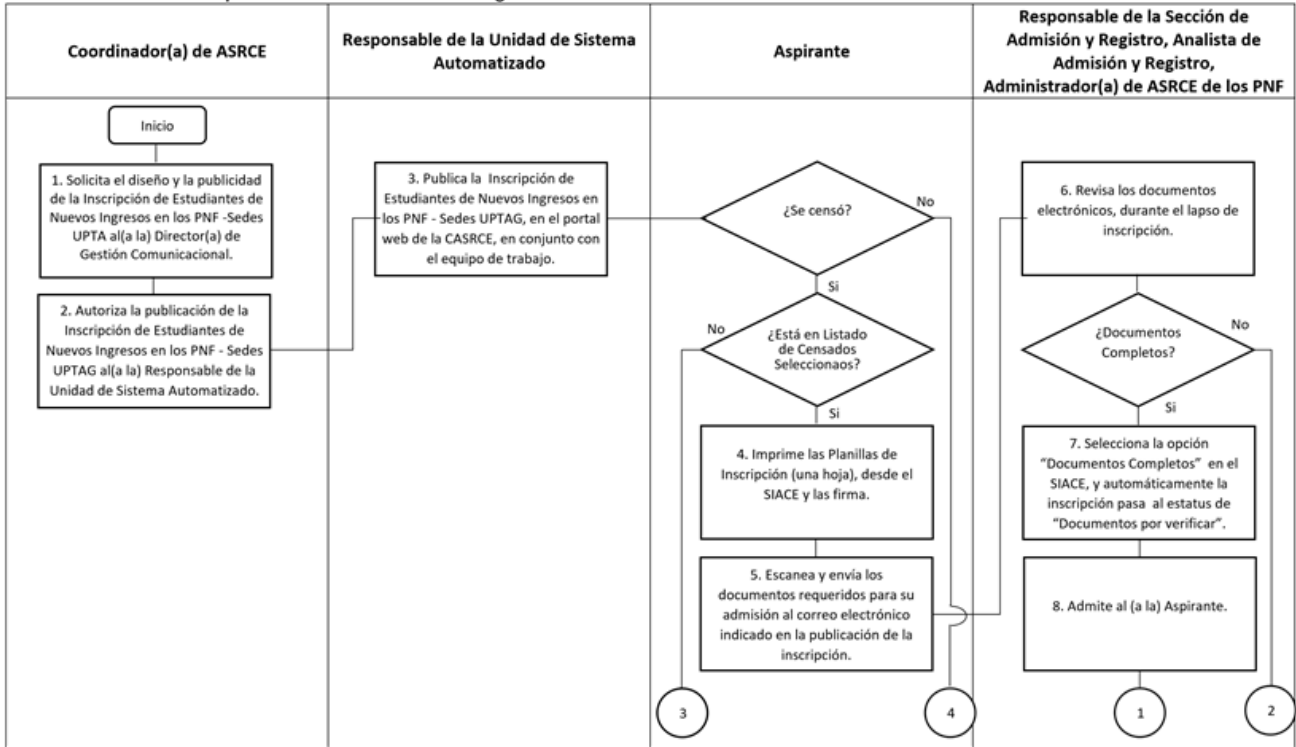 Coordinador(a) de ASRCE
Responsable de la Unidad de Sistema
Automatizado
Aspirante
Responsable de la Sección de
Admisión y Registro, Analista de
Admisión y Registro,
Administrador(a) de ASRCE de los PNF
Inicio
1. Solicita el diseño y la publicidad
de la Inscripción de Estudiantes de
Nuevos Ingresos en los PNF -Sedes
UPTA al(a la) Director(a) de
Gestión Comunicacional.
2. Autoriza la publicación de la
Inscripción de Estudiantes de
Nuevos Ingresos en los PNF - Sedes
UPTAG al(a la) Responsable de la
Unidad de Sistema Automatizado.
3. Publica la Inscripción de
Estudiantes de Nuevos Ingresos en
los PNF - Sedes UPTAG, en el portal
web de la CASRCE, en conjunto con
el equipo de trabajo.
¿Se censó?
No
Si
¿Está en Listado
de Censados
Seleccionaos?
No
Si
4. Imprime las Planillas de
Inscripción (una hoja), desde el
SIACE y las firma.
5. Escanea y envía los
documentos requeridos para su
admisión al correo electrónico
indicado en la publicación de la
inscripción.
3
4
6. Revisa los documentos
electrónicos, durante el lapso de
inscripción.
¿Documentos
Completos?
No
Si
7. Selecciona la opción
“Documentos Completos” en el
SIACE, y automáticamente la
inscripción pasa al estatus de
“Documentos por verificar”.
8. Admite al (a la) Aspirante.
1
2